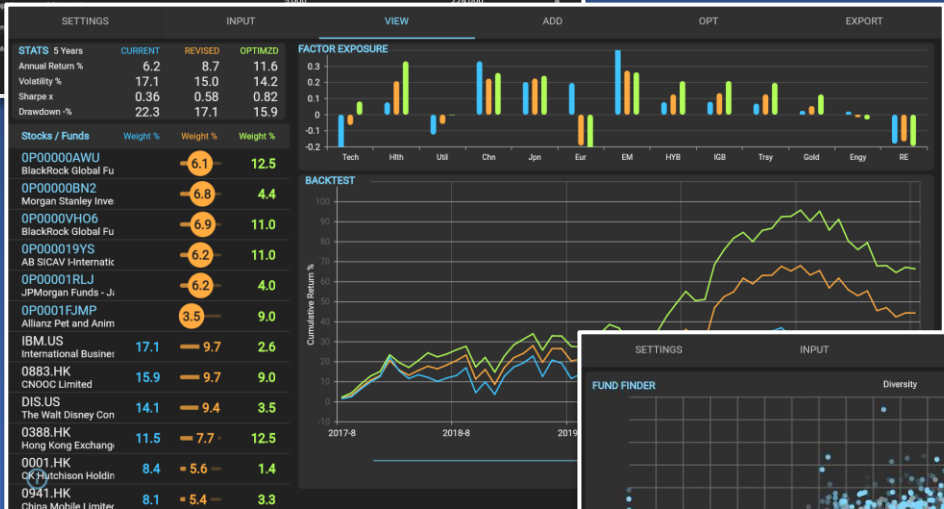 SETTINGS INPUT VIEW ADD OPT EXPORT
STATS 5 Years CURRENT REVISED OPTIMZD
Annual Return % 6.2 8.7 11.6
Volatility % 17.1 15.0 14.2
Sharpe x 0.36 0.58 0.82
Drawdown -% 22.3 17.1 15.9
Stocks / Funds Weight % Weight % Weight %
0P00000AWU
BlackRock Global Fu
6.1 12.5
0P00000BN2
Morgan Stanley Inve
6.8 4.4
0P0000VHO6
BlackRock Global Fu
6.9 11.0
0P000019YS
AB SICAV I-Internatic
6.2 11.0
0P00001RLJ
JPMorgan Funds - Ja
6.2 4.0
0P0001FJMP
Allianz Pet and Anim
3.5 9.0
IBM.US
International Busines
17.1 9.7 2.6
0883.HK
CNOOC Limited
15.9 9.7 9.0
DIS.US
The Walt Disney Con
14.1 9.4 3.5
0388.HK
Hong Kong Exchang
11.5 7.7 12.5
0001.HK
CK Hutchison Holdin
8.4 5.6 1.4
0941.HK
China Mobile Limited
8.1 5.4 3.3
FACTOR EXPOSURE
0.3
0.2
0.1
0
-0.1
-0.2
Tech Hlth Util Chn Jpn Eur EM HYB IGB Trsy Gold Engy RE
BACKTEST
Cumulative Return %
100
90
80
70
60
50
40
30
20
10
0
-10
2017-8 2018-8 2019
SETTINGS INPUT
FUND FINDER Diversity